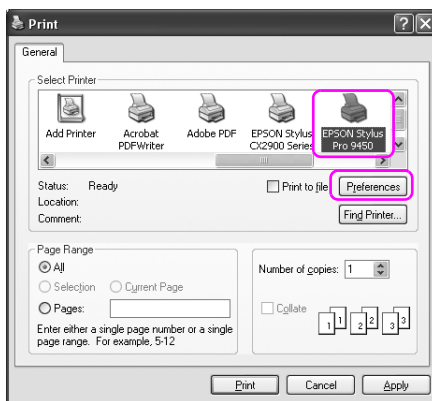 Print
General
Select Printer
Add Printer
Acrobat PDFWriter
Adobe PDF
EPSON Stylus CX2900 Series
EPSON Stylus Pro 9450
Status: Ready
Print to file
Preferences
Location:
Comment:
Find Printer...
Page Range
All
Selection
Current Page
Pages:
Enter either a single page number or a single
page range. For example, 5-12
Number of copies: 1
Collate
1 1 2 2 3 3
Print
Cancel
Apply